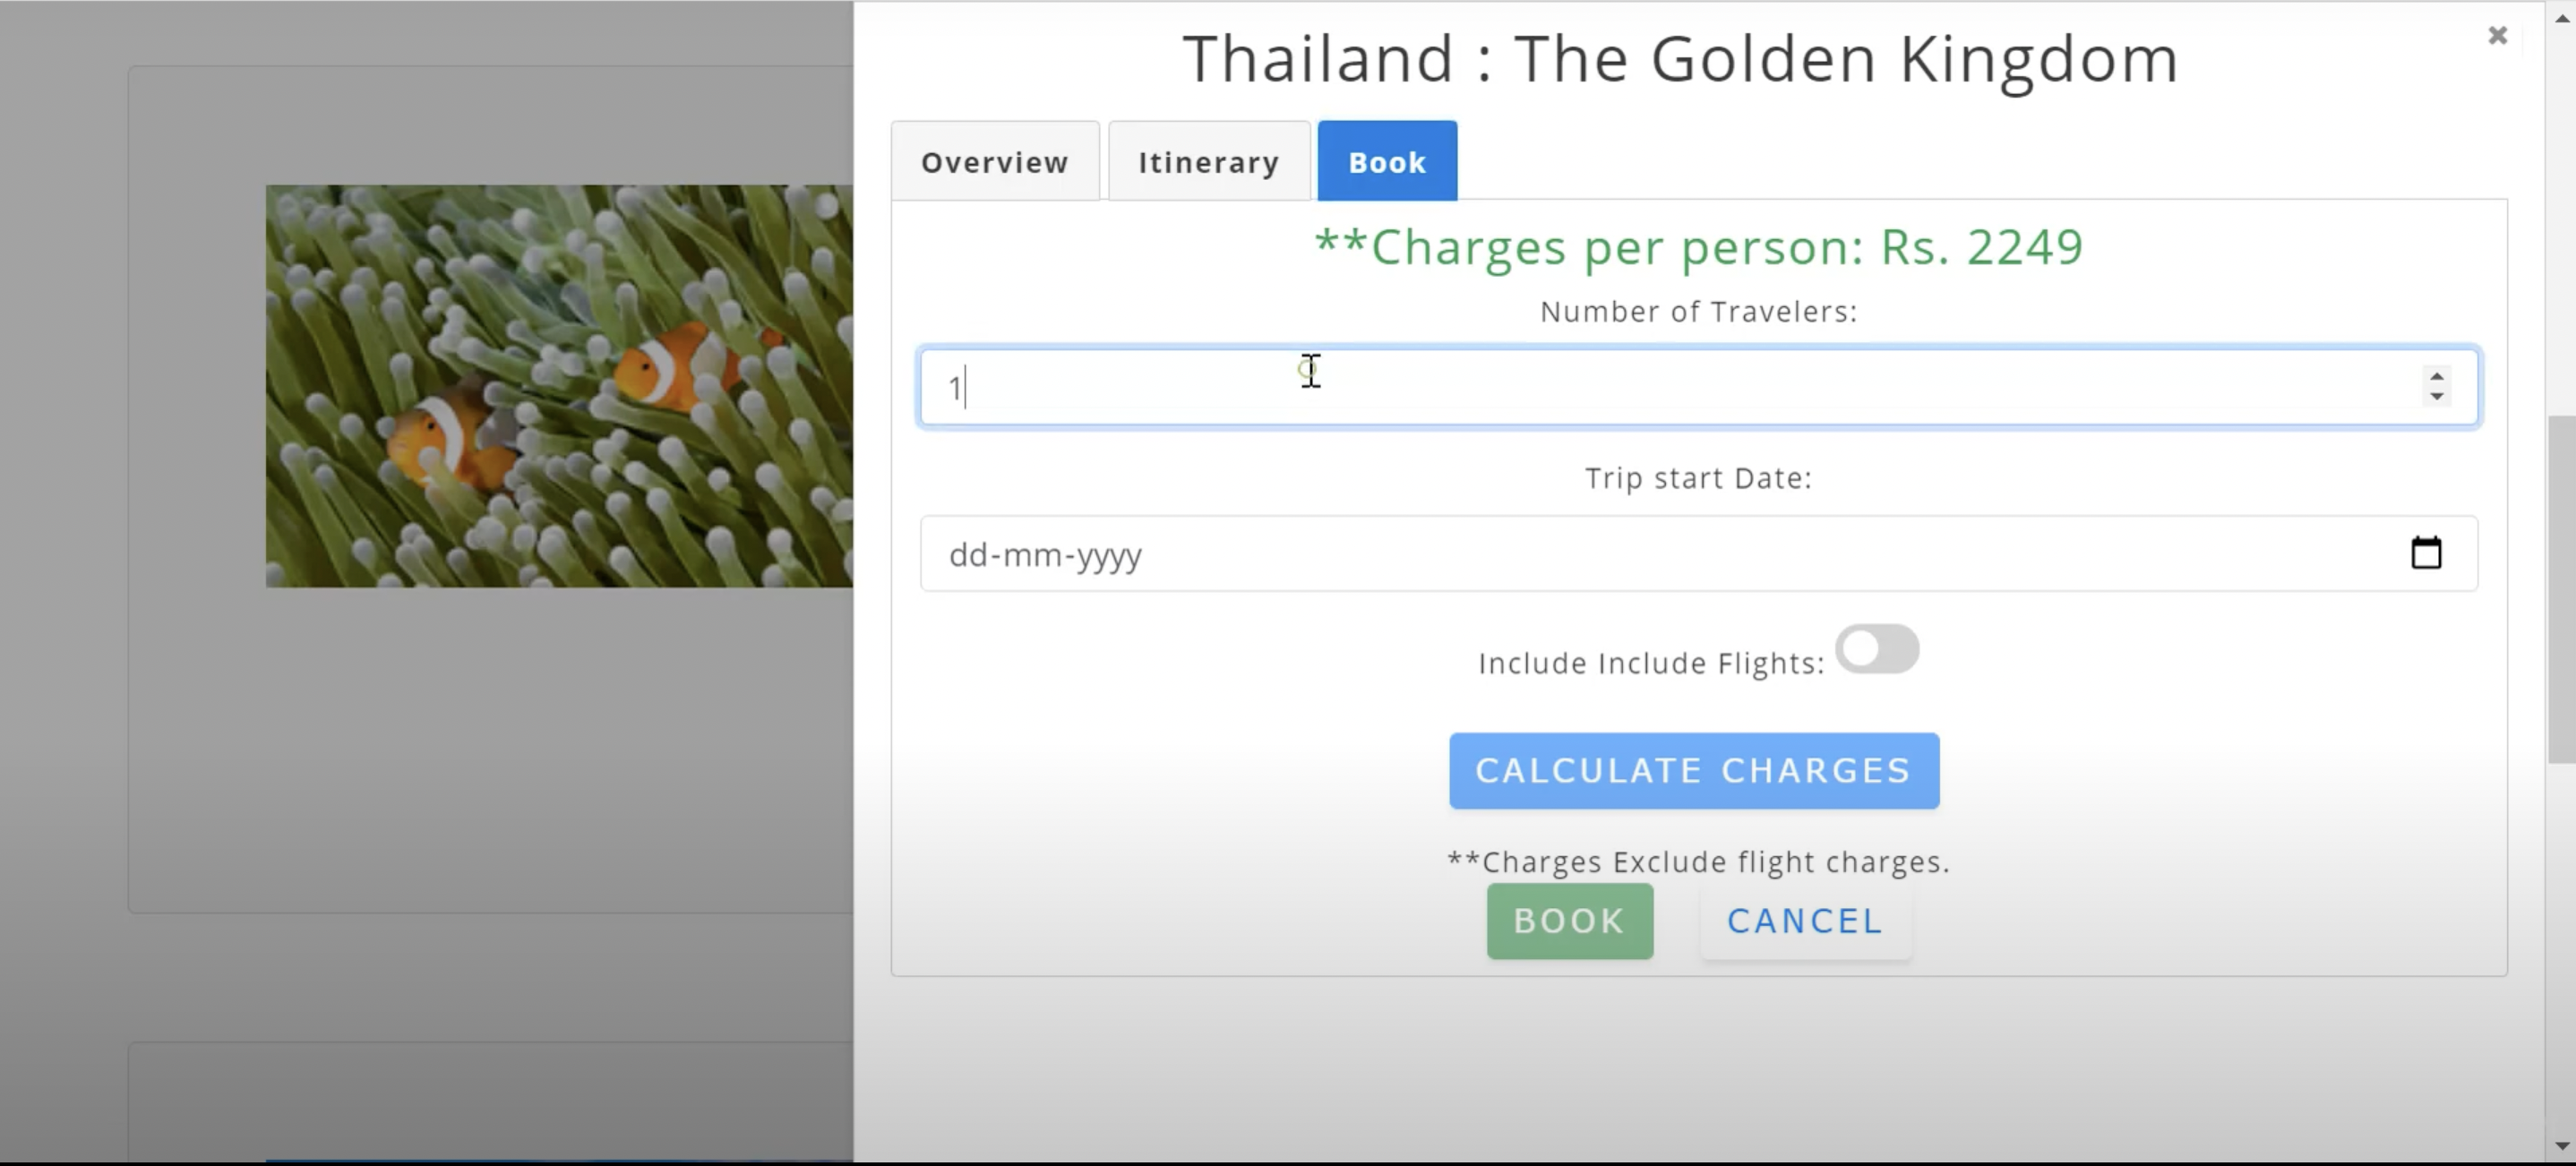 Thailand : The Golden Kingdom
Overview Itinerary Book
**Charges per person: Rs. 2249
Number of Travelers:
1
Trip start Date:
dd-mm-yyyy
Include Include Flights:
CALCULATE CHARGES
**Charges Exclude flight charges.
BOOK CANCEL